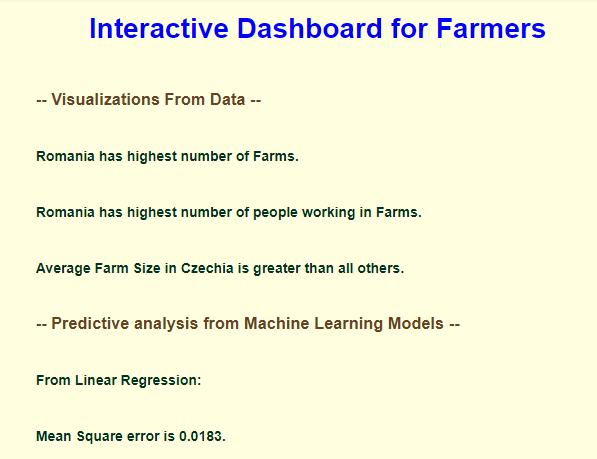 Interactive Dashboard for Farmers
-- Visualizations From Data --
Romania has highest number of Farms.
Romania has highest number of people working in Farms.
Average Farm Size in Czechia is greater than all others.
-- Predictive analysis from Machine Learning Models --
From Linear Regression:
Mean Square error is 0.0183.